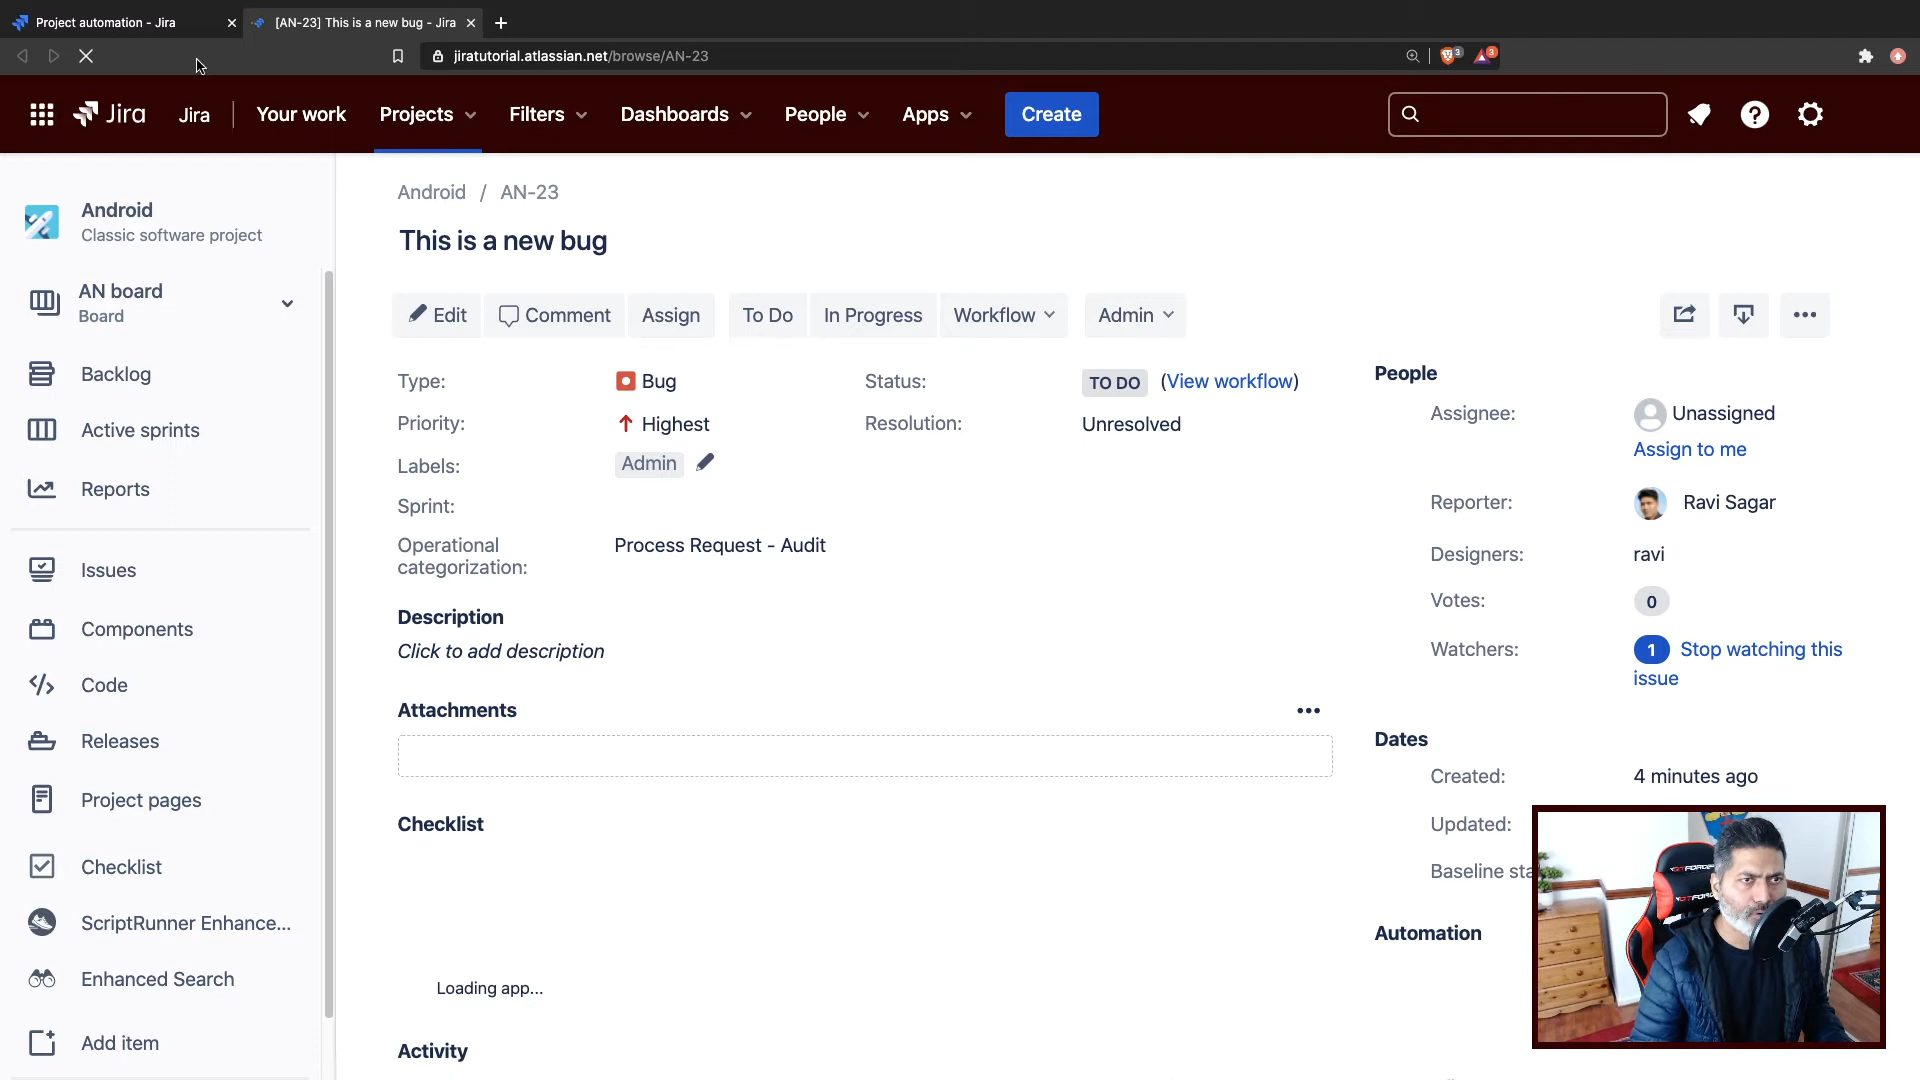 Project automation - Jira
[AN-23] This is a new bug - Jira
jiratutorial.atlassian.net/browse/AN-23
3
3
Jira
Jira
Your work
Projects
Filters
Dashboards
People
Apps
Create
Android
Classic software project
AN board
Board
Backlog
Active sprints
Reports
Issues
Components
Code
Releases
Project pages
Checklist
ScriptRunner Enhance...
Enhanced Search
Add item
Android / AN-23
This is a new bug
Edit
Comment
Assign
To Do
In Progress
Workflow
Admin
Type: Bug
Status: TO DO (View workflow)
Priority: Highest
Resolution: Unresolved
Labels: Admin
Sprint:
Operational
categorization:
Process Request - Audit
Description
Click to add description
Attachments
Checklist
Loading app...
Activity
People
Assignee: Unassigned
Assign to me
Reporter: Ravi Sagar
Designers: ravi
Votes: 0
Watchers: 1 Stop watching this
issue
Dates
Created: 4 minutes ago
Updated:
Baseline sta
Automation